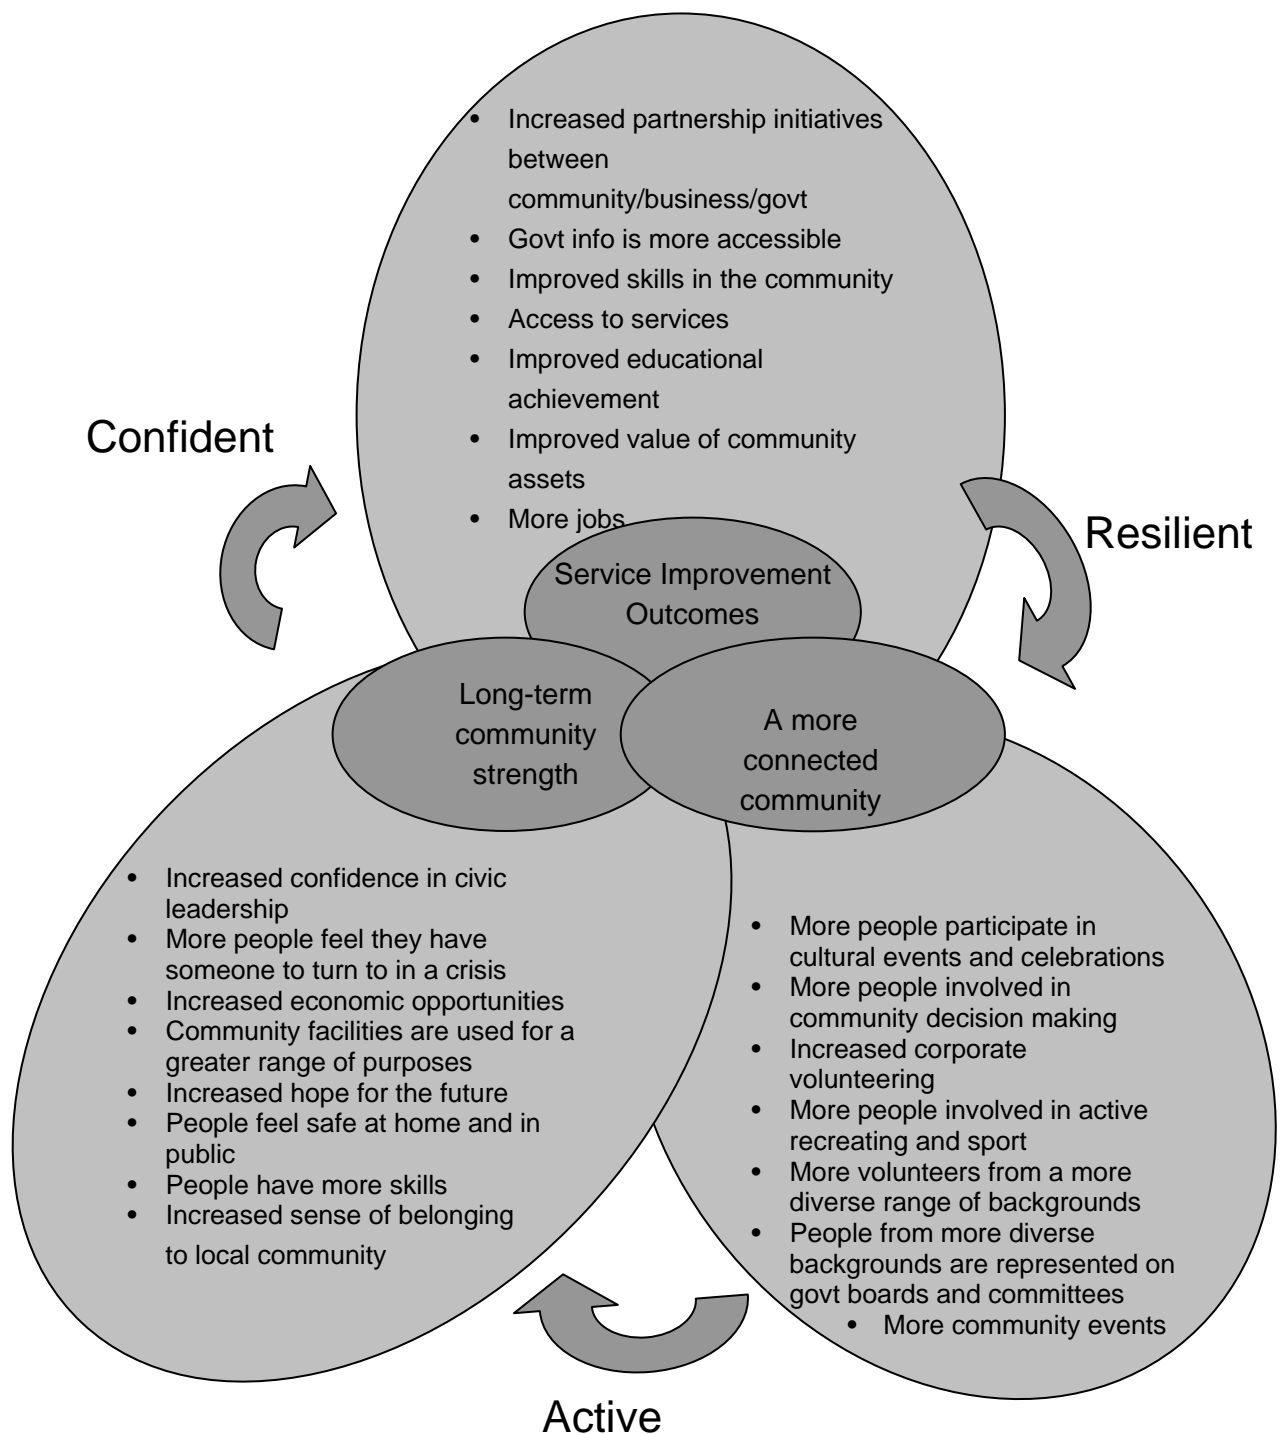 • Increased partnership initiatives
between
community/business/govt
• Govt info is more accessible
• Improved skills in the community
• Access to services
• Improved educational
achievement
• Improved value of community
assets
• More jobs
Confident
Resilient
Service Improvement
Outcomes
Long-term
community
strength
A more
connected
community
• Increased confidence in civic
leadership
• More people feel they have
someone to turn to in a crisis
• Increased economic opportunities
• Community facilities are used for a
greater range of purposes
• Increased hope for the future
• People feel safe at home and in
public
• People have more skills
• Increased sense of belonging
to local community
• More people participate in
cultural events and celebrations
• More people involved in
community decision making
• Increased corporate
volunteering
• More people involved in active
recreating and sport
• More volunteers from a more
diverse range of backgrounds
• People from more diverse
backgrounds are represented on
govt boards and committees
• More community events
Active